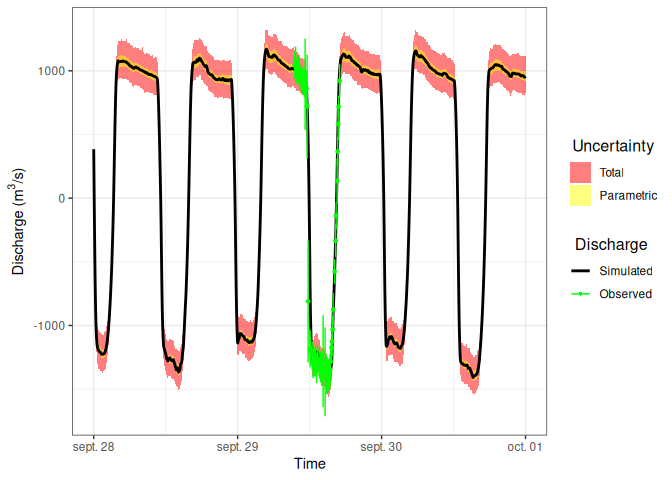 1000
0
-1000
Discharge (m³/s)
sept. 28
sept. 29
sept. 30
oct. 01
Time
Uncertainty
Total
Parametric
Discharge
Simulated
Observed